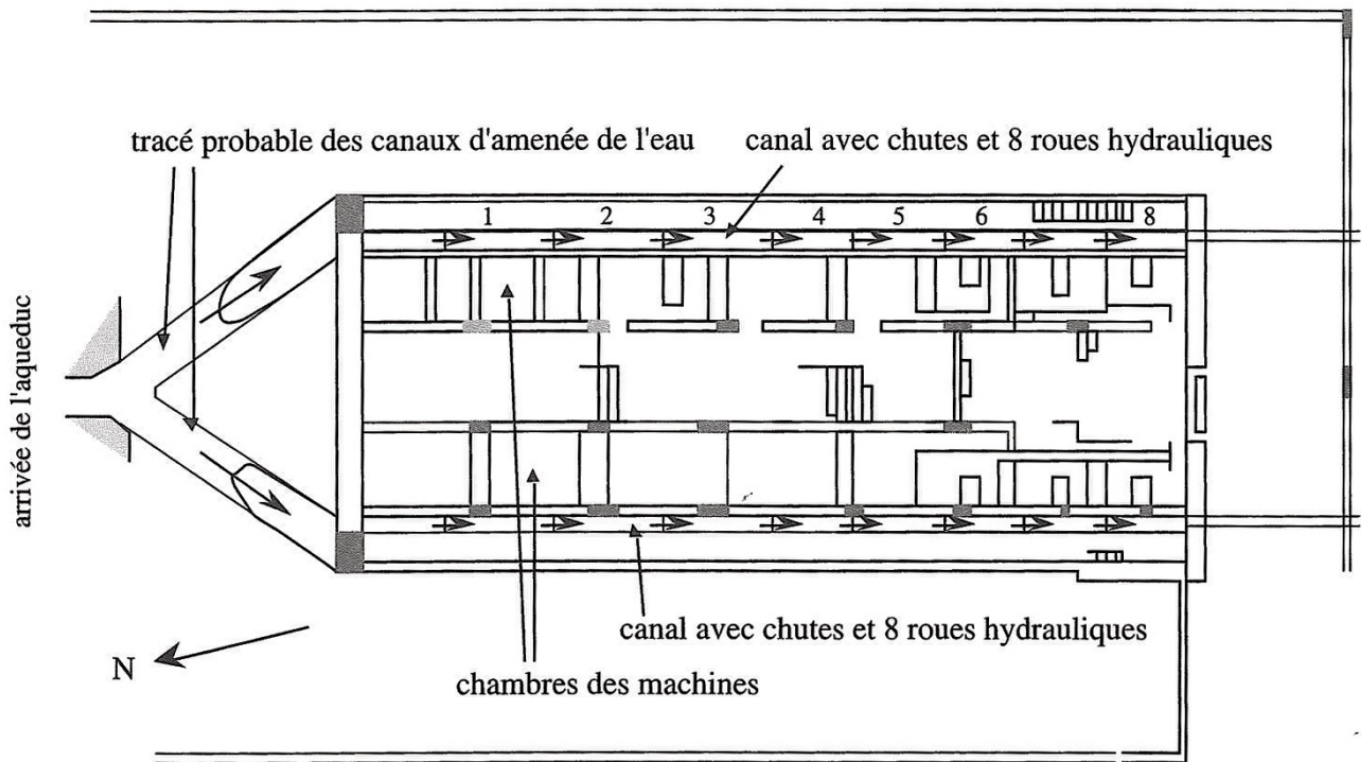 tracé probable des canaux d'amenée de l'eau
canal avec chutes et 8 roues hydrauliques
1 2 3 4 5 6 8
arrivée de l'aqueduc
canal avec chutes et 8 roues hydrauliques
N
chambres des machines